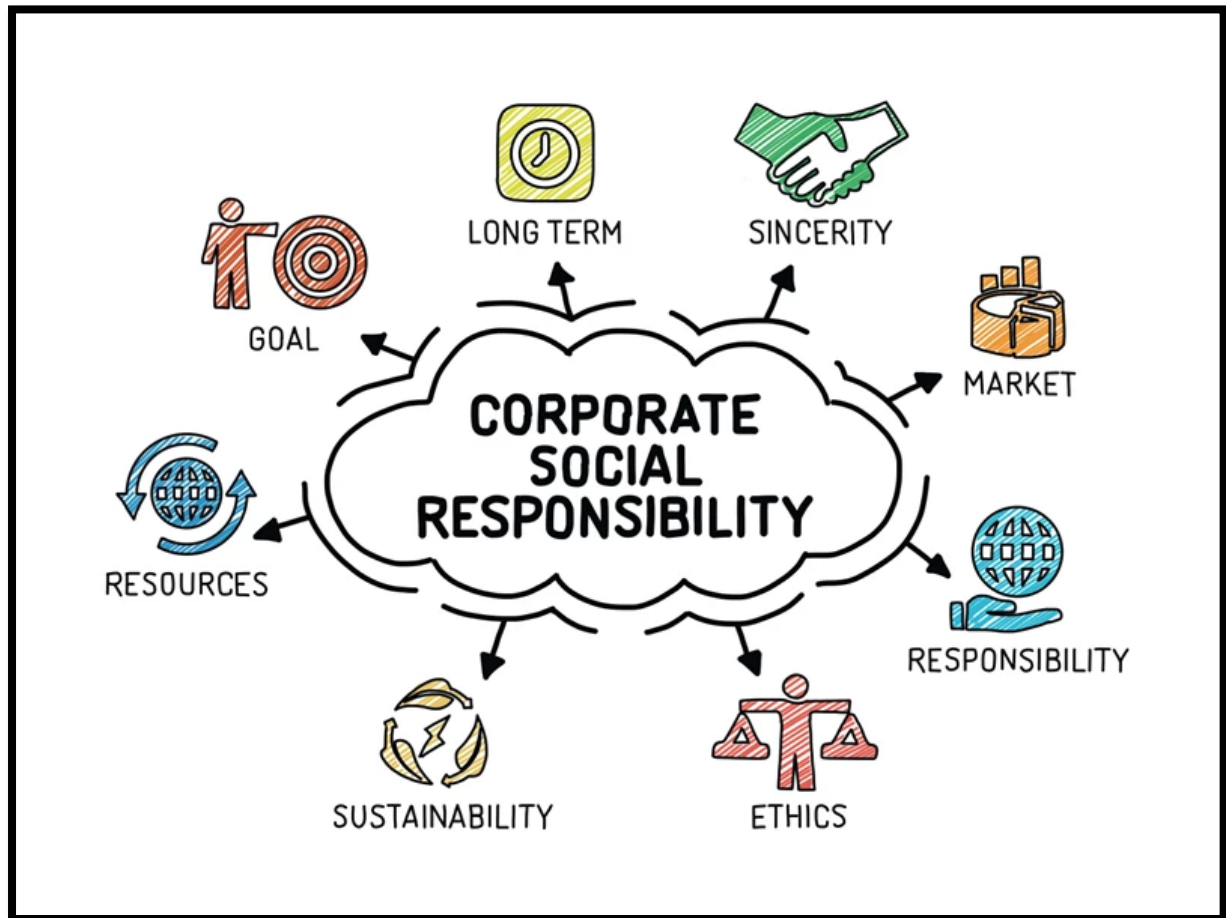 LONG TERM
SINCERITY
GOAL
MARKET
CORPORATE
SOCIAL
RESPONSIBILITY
RESOURCES
RESPONSIBILITY
SUSTAINABILITY
ETHICS